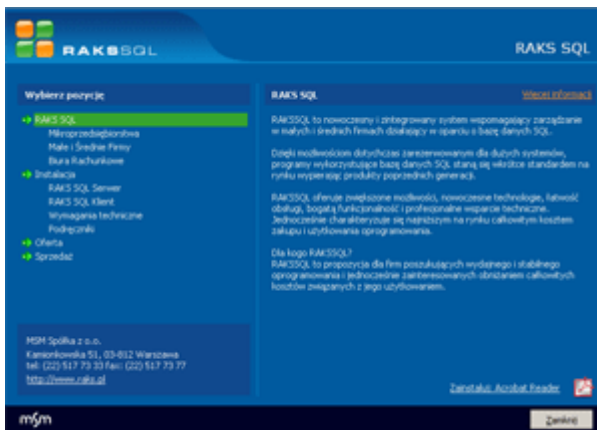 RAKSSQL
RAKS SQL
Wybierz pozycję
RAKS SQL
Mikroprzedsiębiorstwa
Małe i Średnie Firmy
Biura Rachunkowe
Instalacja
RAKS SQL Serwer
RAKS SQL Klient
Wymagania techniczne
Podręczniki
Oferta
Sprzedaż
MSM Spółka z o.o.
Kamionkowska 51, 03-812 Warszawa
tel: (22) 517 73 33 fax: (22) 517 73 77
http://www.raks.pl
RAKS SQL
Więcej informacji
RAKSSQL to nowoczesny i zintegrowany system wspomagający zarządzanie
w małych i średnich firmach działający w oparciu o bazę danych SQL.
Dzięki możliwościom dotychczas zarezerwowanym dla dużych systemów,
programy wykorzystujące bazę danych SQL staną się wkrótce standardem na
rynku wypierając produkty poprzednich generacji.
RAKSSQL oferuje zwiększone możliwości, nowoczesne technologie, łatwość
obsługi, bogatą funkcjonalność i profesjonalne wsparcie techniczne.
Jednocześnie charakteryzuje się najniższym na rynku całkowitym kosztem
zakupu i użytkowania oprogramowania.
Dla kogo RAKSSQL?
RAKSSQL to propozycja dla firm poszukujących wydajnego i stabilnego
oprogramowania i jednocześnie zainteresowanych obniżaniem całkowitych
kosztów związanych z jego użytkowaniem.
Zainstaluj: Acrobat Reader
msm
Zamknij